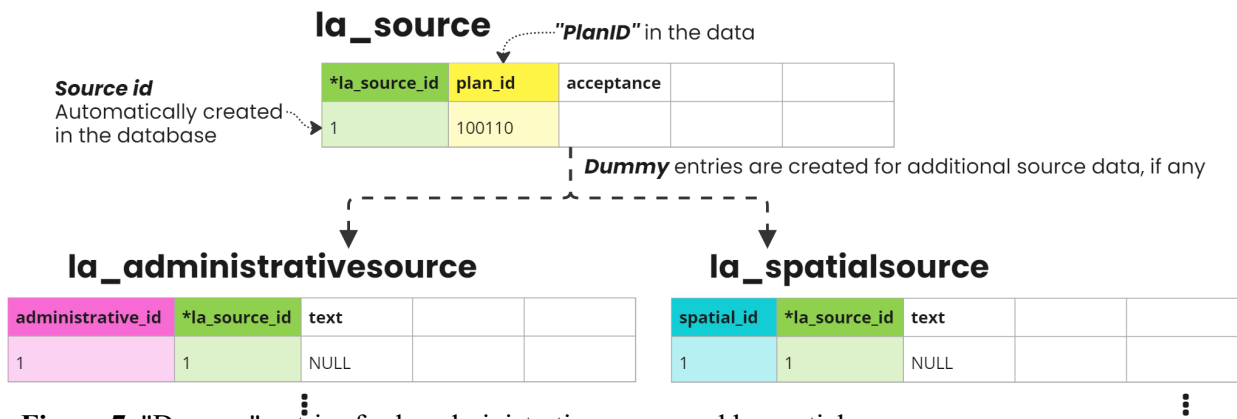 la_source
"PlanID" in the data
Source id
Automatically created
in the database
*la_source_id plan_id acceptance
1 100110
Dummy entries are created for additional source data, if any
la_administrativesource
administrative_id *la_source_id text
1 1 NULL
la_spatialsource
spatial_id *la_source_id text
1 1 NULL